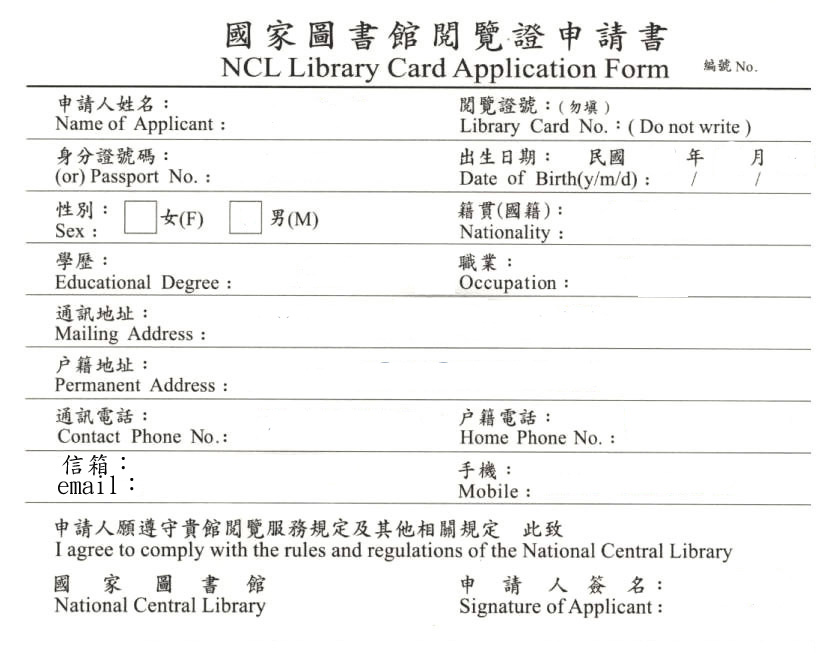 國家圖書館閱覽證申請書
NCL Library Card Application Form 編號 No.
申請人姓名： 閱覽證號：(勿填)
Name of Applicant： Library Card No.：( Do not write )
身分證號碼： 出生日期： 民國 年 月
(or) Passport No.： Date of Birth(y/m/d)： / /
性別： 女(F) 男(M) 籍貫(國籍)：
Sex： Nationality：
學歷： 職業：
Educational Degree： Occupation：
通訊地址：
Mailing Address：
户籍地址：
Permanent Address：
通訊電話： 户籍電話：
Contact Phone No.： Home Phone No.：
信箱： 手機：
email： Mobile：
申請人願遵守貴館閱覽服務規定及其他相關規定 此致
I agree to comply with the rules and regulations of the National Central Library
國家圖書館 申請人簽名：
National Central Library Signature of Applicant：